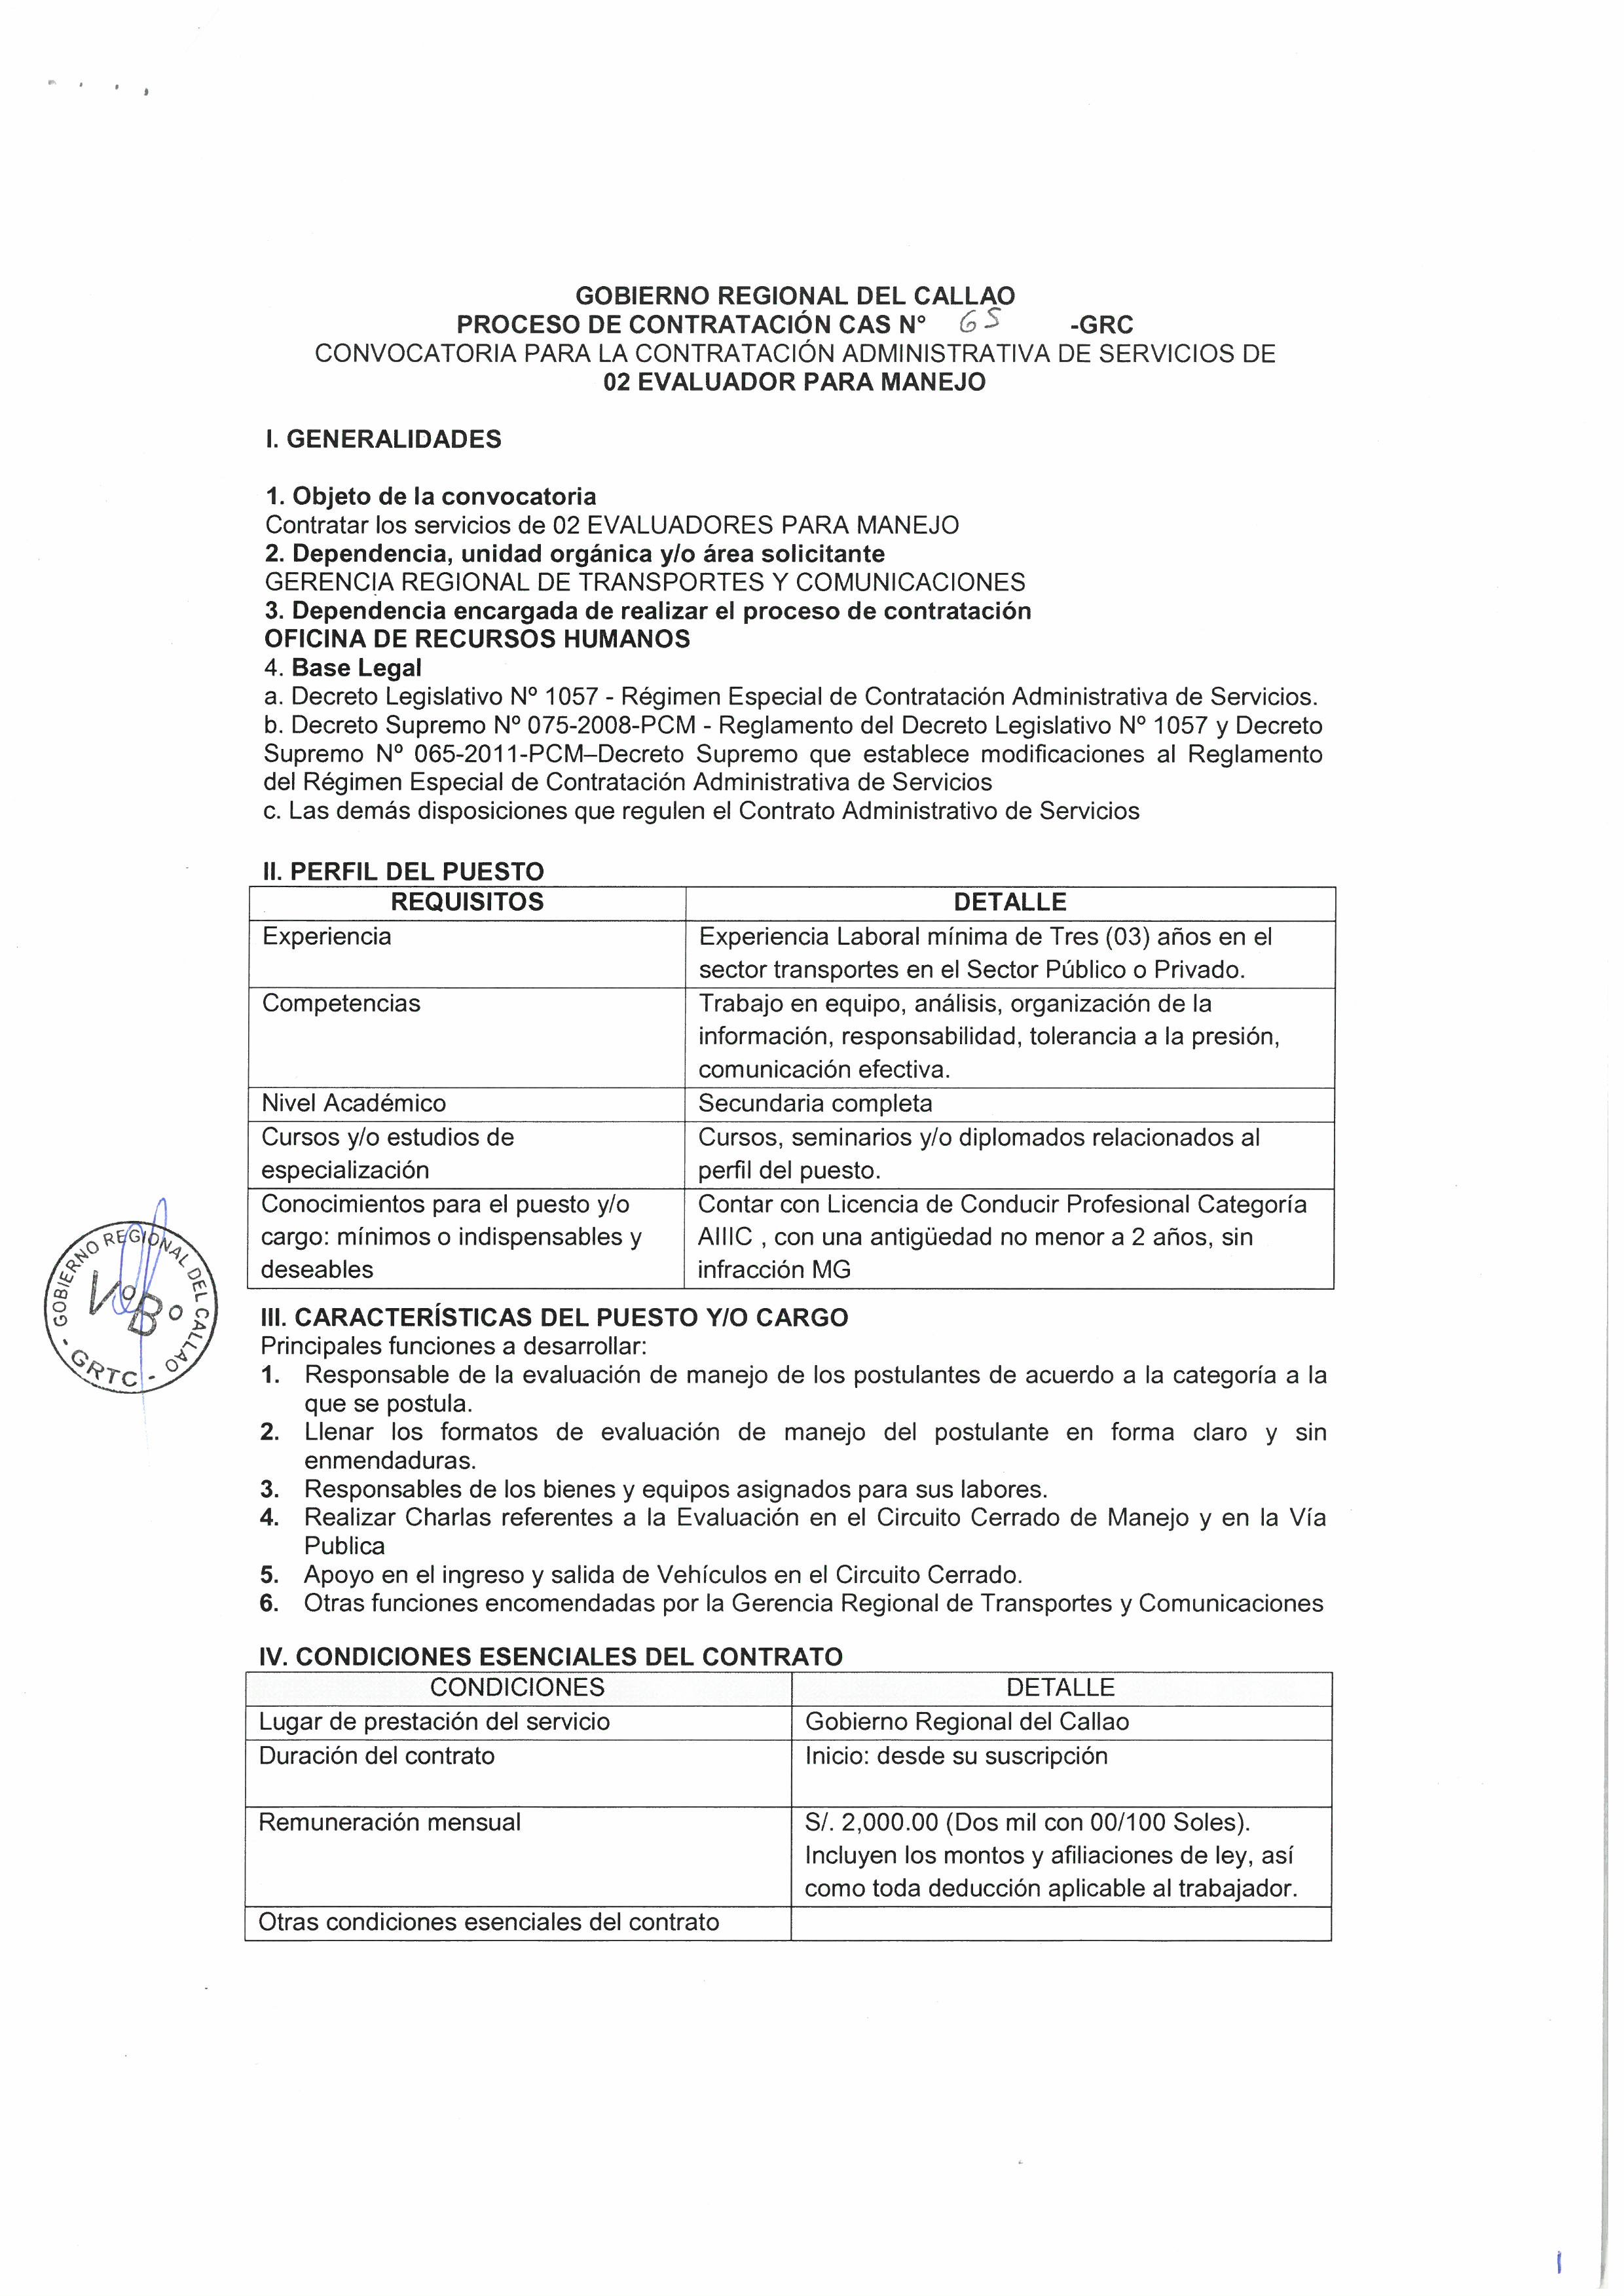 GOBIERNO REGIONAL DEL CALLAO
PROCESO DE CONTRATACIÓN CAS Nº 65 -GRC
CONVOCATORIA PARA LA CONTRATACIÓN ADMINISTRATIVA DE SERVICIOS DE
02 EVALUADOR PARA MANEJO
I. GENERALIDADES
1. Objeto de la convocatoria
Contratar los servicios de 02 EVALUADORES PARA MANEJO
2. Dependencia, unidad orgánica y/o área solicitante
GERENCIA REGIONAL DE TRANSPORTES Y COMUNICACIONES
3. Dependencia encargada de realizar el proceso de contratación
OFICINA DE RECURSOS HUMANOS
4. Base Legal
a. Decreto Legislativo Nº 1057 - Régimen Especial de Contratación Administrativa de Servicios.
b. Decreto Supremo Nº 075-2008-PCM - Reglamento del Decreto Legislativo Nº 1057 y Decreto
Supremo Nº 065-2011-PCM–Decreto Supremo que establece modificaciones al Reglamento
del Régimen Especial de Contratación Administrativa de Servicios
c. Las demás disposiciones que regulen el Contrato Administrativo de Servicios
II. PERFIL DEL PUESTO
REQUISITOS DETALLE
Experiencia Experiencia Laboral mínima de Tres (03) años en el
sector transportes en el Sector Público o Privado.
Competencias Trabajo en equipo, análisis, organización de la
información, responsabilidad, tolerancia a la presión,
comunicación efectiva.
Nivel Académico Secundaria completa
Cursos y/o estudios de Cursos, seminarios y/o diplomados relacionados al
especialización perfil del puesto.
Conocimientos para el puesto y/o Contar con Licencia de Conducir Profesional Categoría
cargo: mínimos o indispensables y AIIIC , con una antigüedad no menor a 2 años, sin
deseables infracción MG
GOBIERNO REGIONAL DEL CALLAO
VºBº
- GRTC -
III. CARACTERÍSTICAS DEL PUESTO Y/O CARGO
Principales funciones a desarrollar:
1. Responsable de la evaluación de manejo de los postulantes de acuerdo a la categoría a la
que se postula.
2. Llenar los formatos de evaluación de manejo del postulante en forma claro y sin
enmendaduras.
3. Responsables de los bienes y equipos asignados para sus labores.
4. Realizar Charlas referentes a la Evaluación en el Circuito Cerrado de Manejo y en la Vía
Publica
5. Apoyo en el ingreso y salida de Vehículos en el Circuito Cerrado.
6. Otras funciones encomendadas por la Gerencia Regional de Transportes y Comunicaciones
IV. CONDICIONES ESENCIALES DEL CONTRATO
CONDICIONES DETALLE
Lugar de prestación del servicio Gobierno Regional del Callao
Duración del contrato Inicio: desde su suscripción
Remuneración mensual S/. 2,000.00 (Dos mil con 00/100 Soles).
Incluyen los montos y afiliaciones de ley, así
como toda deducción aplicable al trabajador.
Otras condiciones esenciales del contrato
1